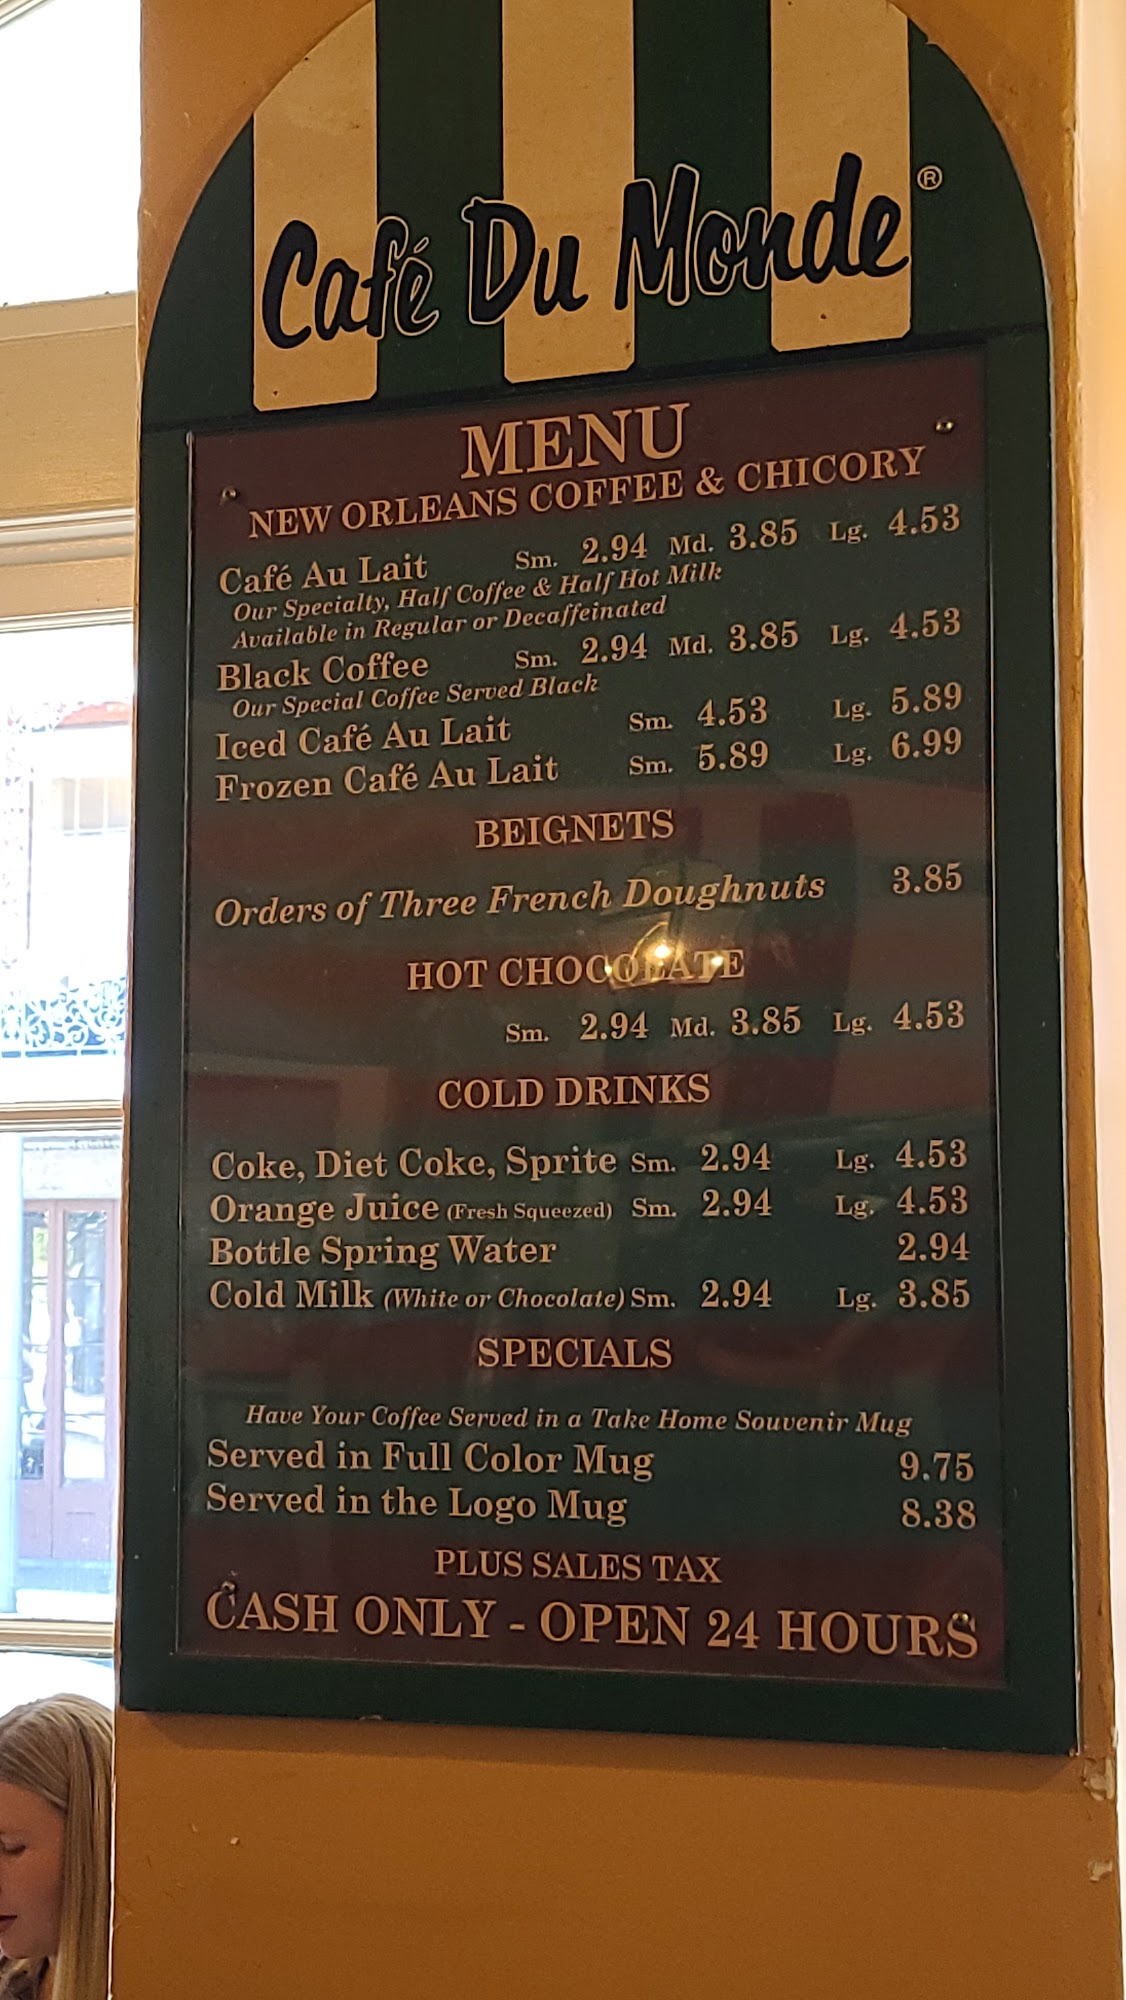 Café Du Monde ®
MENU
NEW ORLEANS COFFEE & CHICORY
Café Au Lait Sm. 2.94 Md. 3.85 Lg. 4.53
Our Specialty, Half Coffee & Half Hot Milk
Available in Regular or Decaffeinated
Black Coffee Sm. 2.94 Md. 3.85 Lg. 4.53
Our Special Coffee Served Black
Iced Café Au Lait Sm. 4.53 Lg. 5.89
Frozen Café Au Lait Sm. 5.89 Lg. 6.99
BEIGNETS
Orders of Three French Doughnuts 3.85
HOT CHOCOLATE
Sm. 2.94 Md. 3.85 Lg. 4.53
COLD DRINKS
Coke, Diet Coke, Sprite Sm. 2.94 Lg. 4.53
Orange Juice (Fresh Squeezed) Sm. 2.94 Lg. 4.53
Bottle Spring Water 2.94
Cold Milk (White or Chocolate) Sm. 2.94 Lg. 3.85
SPECIALS
Have Your Coffee Served in a Take Home Souvenir Mug
Served in Full Color Mug 9.75
Served in the Logo Mug 8.38
PLUS SALES TAX
CASH ONLY - OPEN 24 HOURS